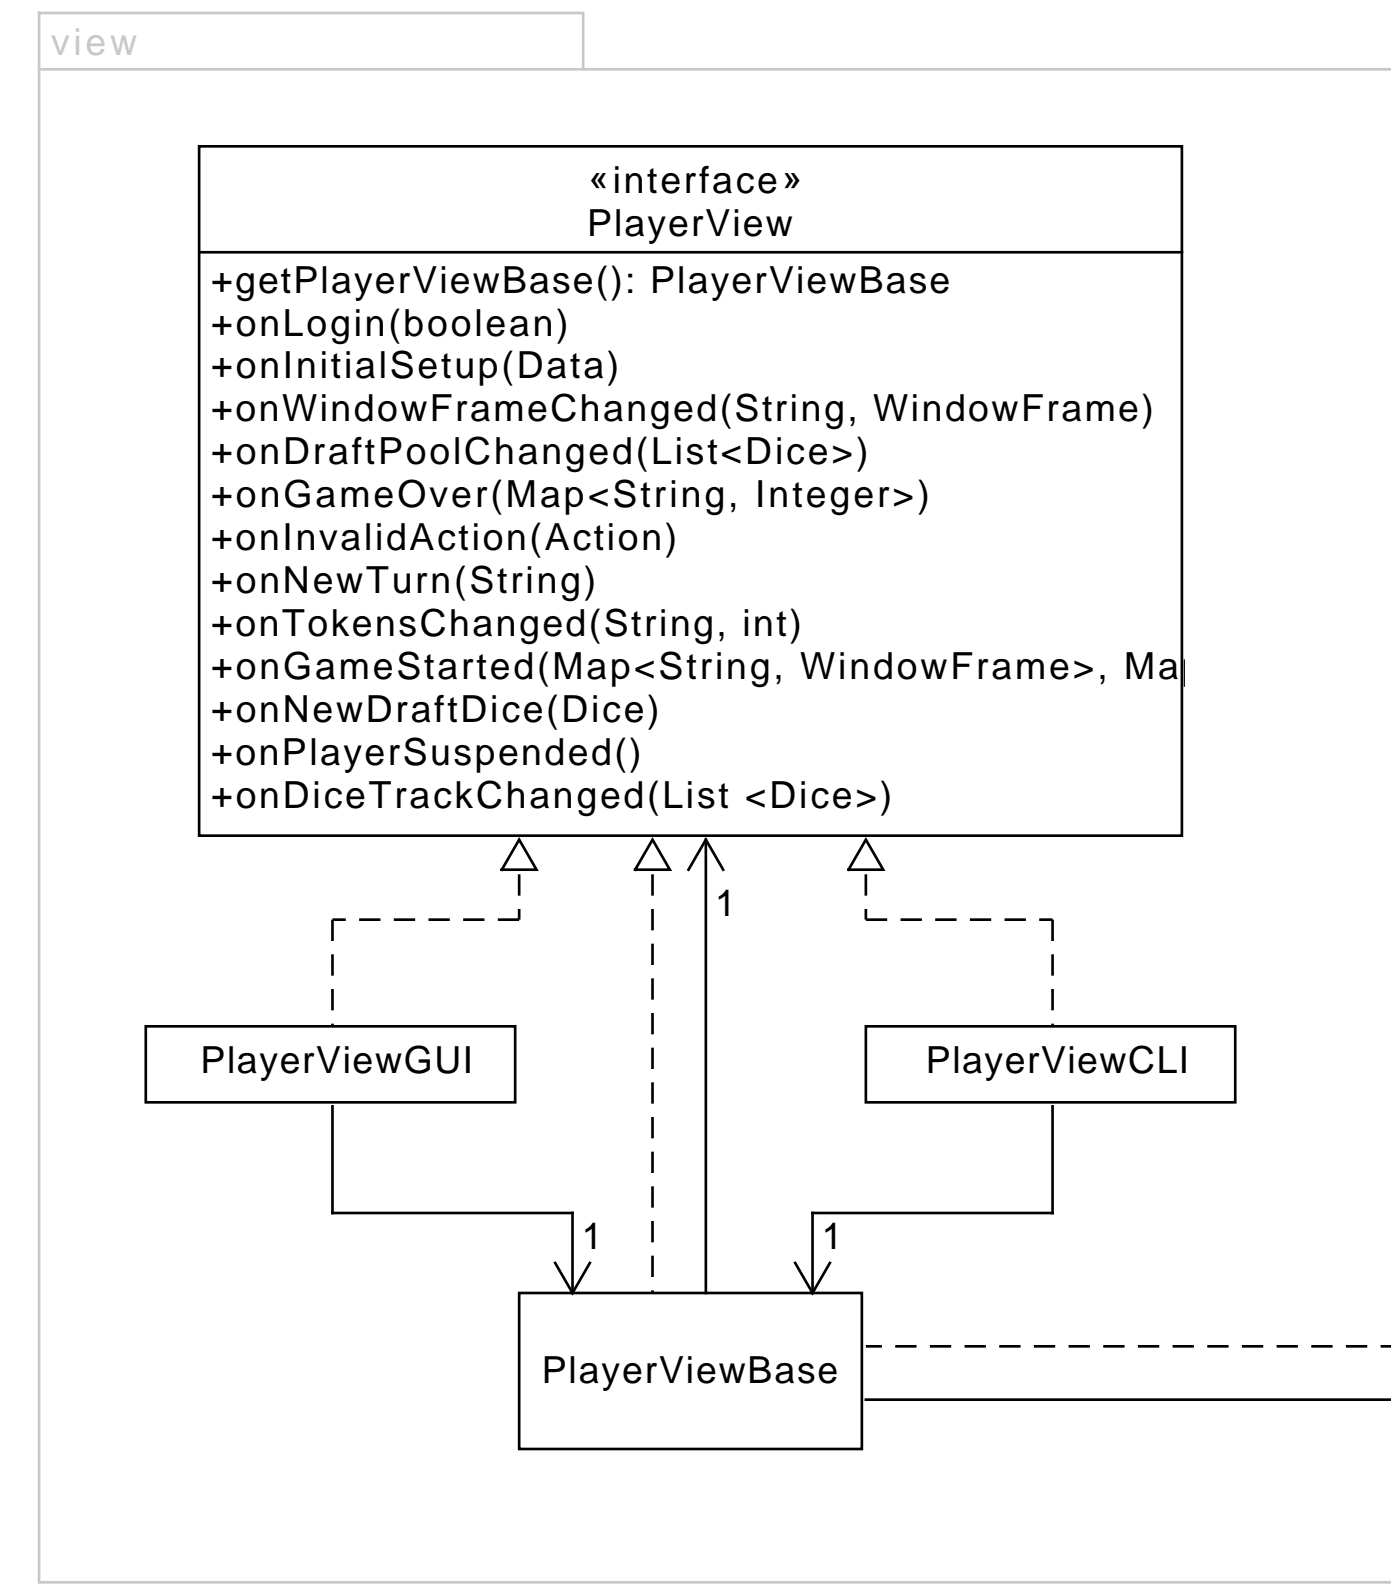 view
«interface»
PlayerView
+getPlayerViewBase(): PlayerViewBase
+onLogin(boolean)
+onInitialSetup(Data)
+onWindowFrameChanged(String, WindowFrame)
+onDraftPoolChanged(List<Dice>)
+onGameOver(Map<String, Integer>)
+onInvalidAction(Action)
+onNewTurn(String)
+onTokensChanged(String, int)
+onGameStarted(Map<String, WindowFrame>, Ma
+onNewDraftDice(Dice)
+onPlayerSuspended()
+onDiceTrackChanged(List <Dice>)
1
PlayerViewGUI
PlayerViewCLI
1
1
PlayerViewBase